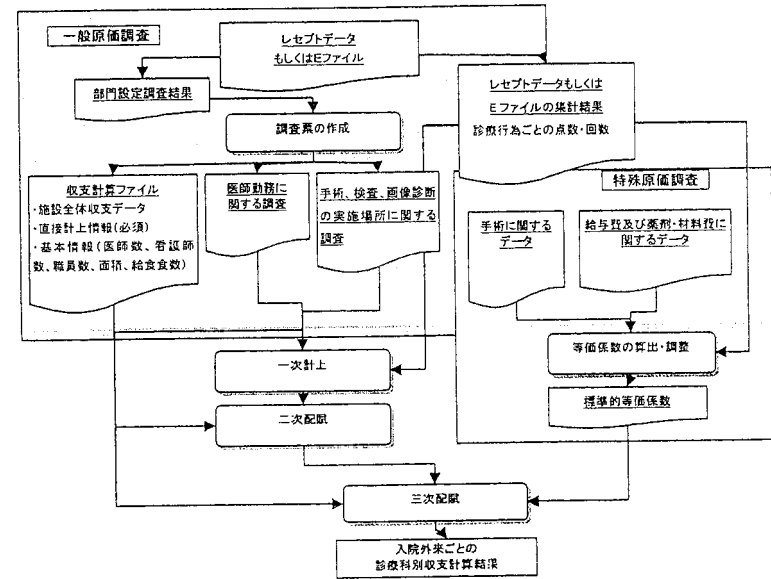 一般原価調査
レセプトデータ
もしくはEファイル
部門設定調査結果
調査票の作成
レセプトデータもしくは
Eファイルの集計結果
診療行為ごとの点数・回数
収支計算ファイル
・施設全体収支データ
・直接計上情報(必須)
・基本情報(医師数、看護師
数、職員数、面積、給食食数)
医師勤務に
関する調査
手術、検査、画像診断
の実施場所に関する
調査
特殊原価調査
手術に関する
データ
給与費及び薬剤・材料費に
関するデータ
等価係数の算出・調整
標準的等価係数
一次計上
二次配賦
三次配賦
入院外来ごとの
診療科別収支計算結果